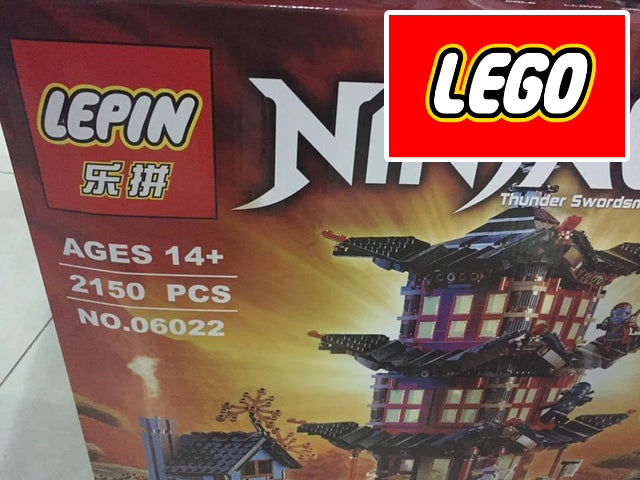 LEPIN
乐拼
LEGO
Thunder Swordsm
AGES 14+
2150 PCS
NO.06022